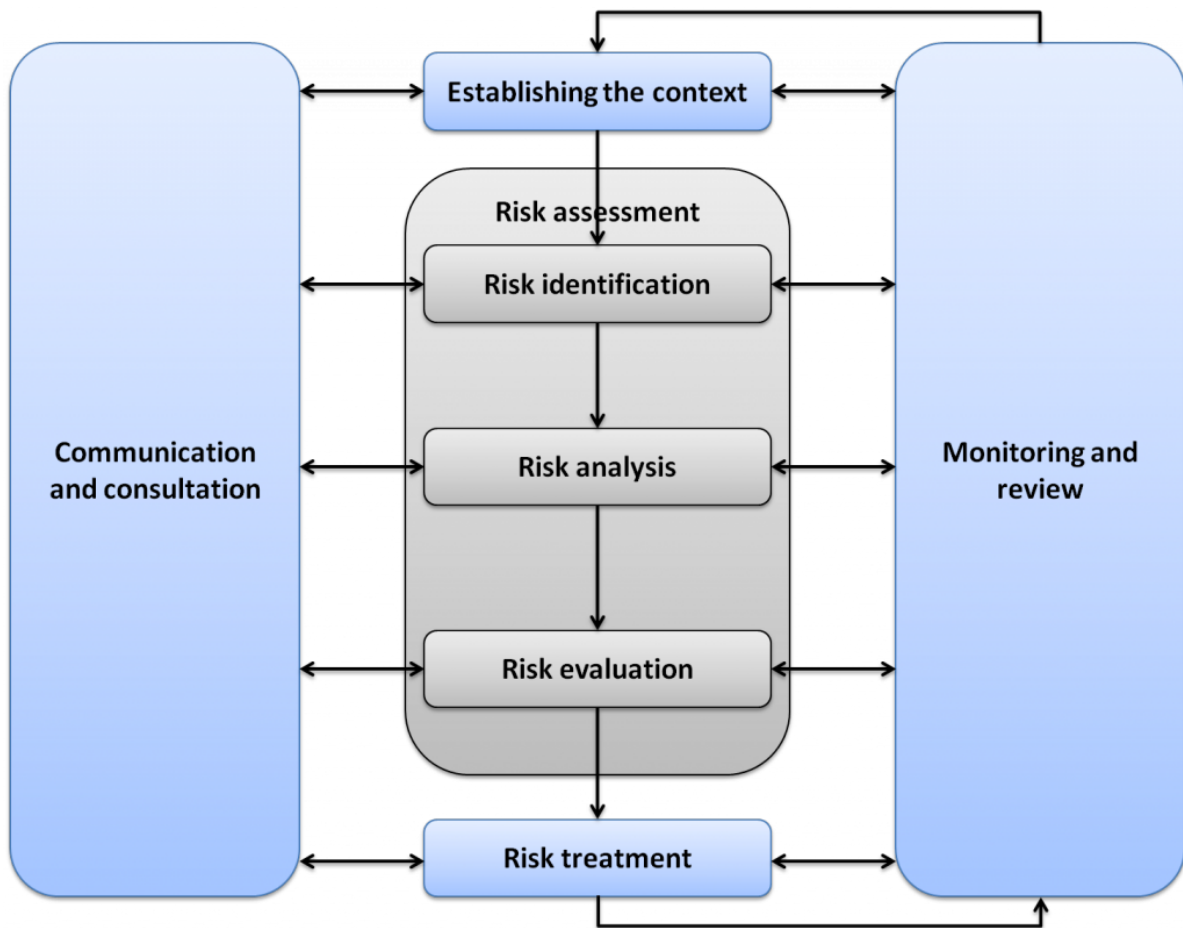 Establishing the context
Risk assessment
Risk identification
Communication
and consultation
Risk analysis
Monitoring and
review
Risk evaluation
Risk treatment